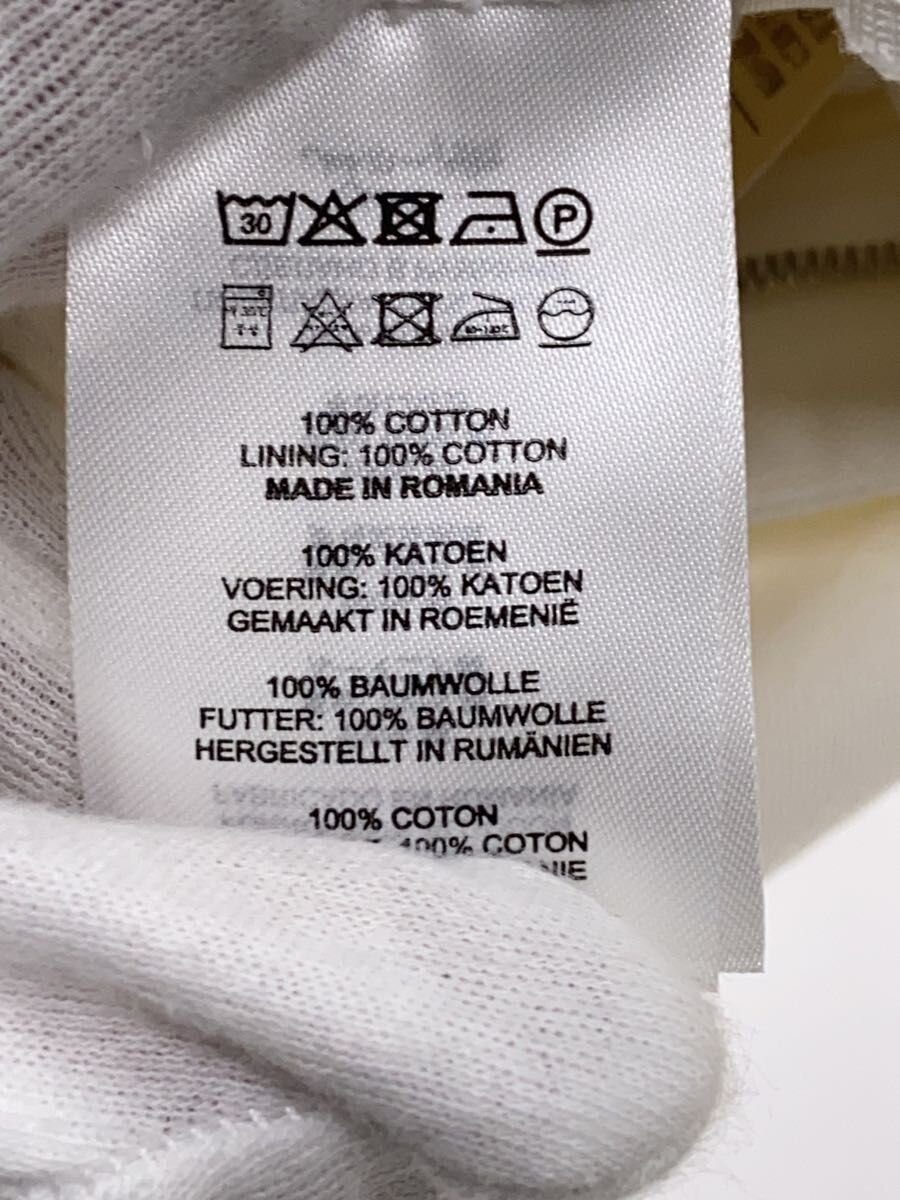 30
P
100% COTTON
LINING: 100% COTTON
MADE IN ROMANIA
100% KATOEN
VOERING: 100% KATOEN
GEMAAKT IN ROEMENIË
100% BAUMWOLLE
FUTTER: 100% BAUMWOLLE
HERGESTELLT IN RUMÄNIEN
100% COTON
100% COTON